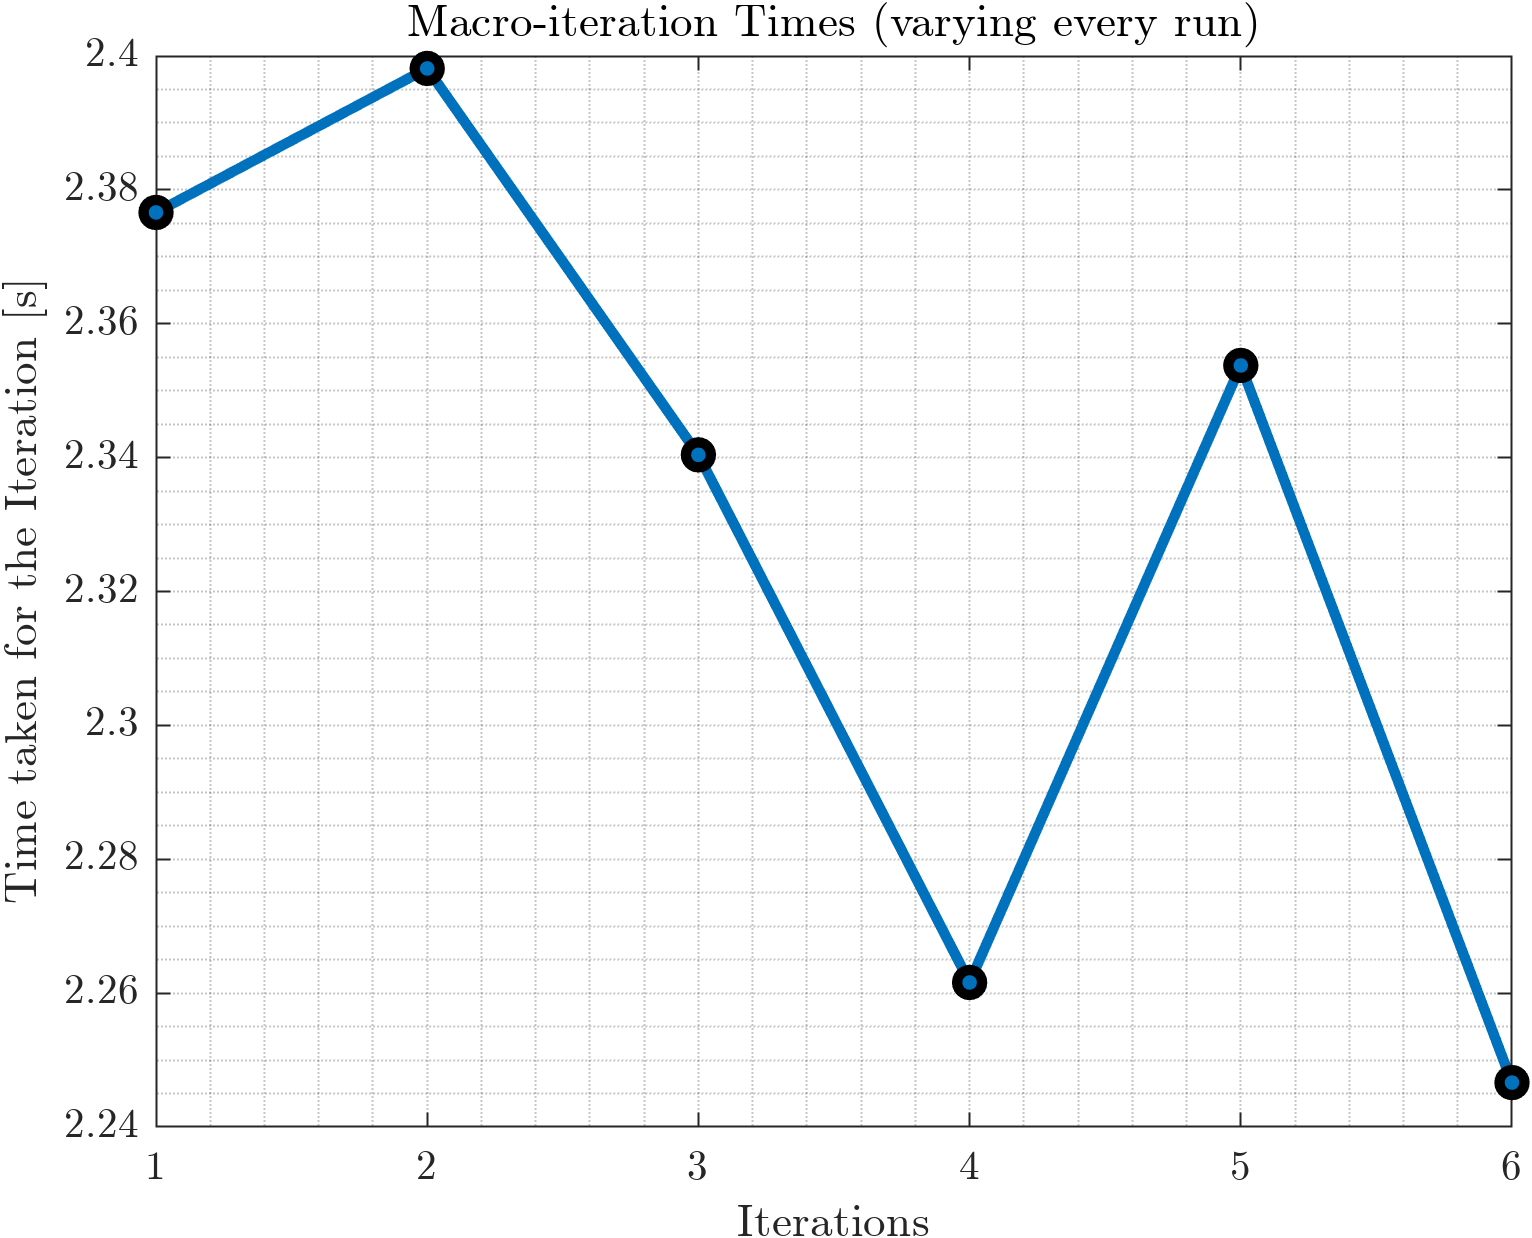 Macro-iteration Times (varying every run)
Time taken for the Iteration [s]
2.4
2.38
2.36
2.34
2.32
2.3
2.28
2.26
2.24
1 2 3 4 5 6
Iterations